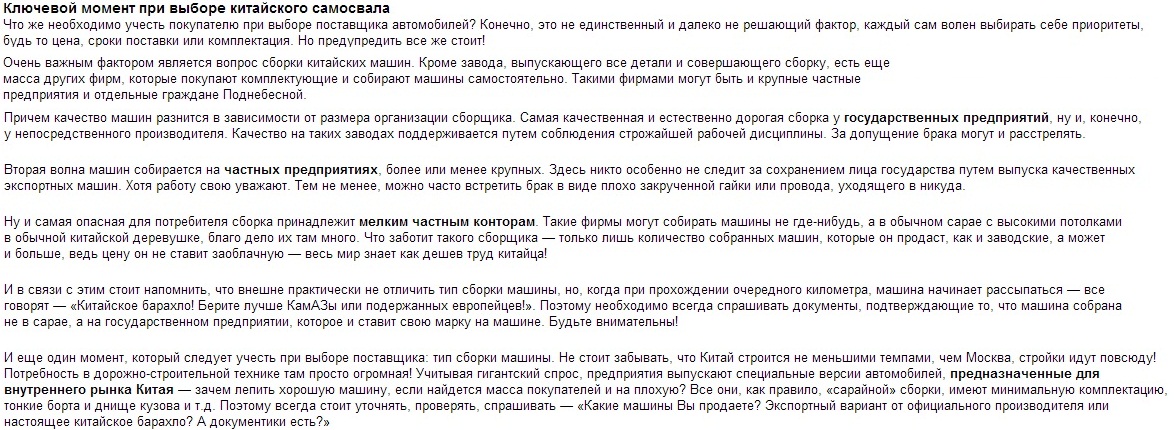 Ключевой момент при выборе китайского самосвала
Что же необходимо учесть покупателю при выборе поставщика автомобилей? Конечно, это не единственный и далеко не решающий фактор, каждый сам волен выбирать себе приоритеты,
будь то цена, сроки поставки или комплектация. Но предупредить все же стоит!
Очень важным фактором является вопрос сборки китайских машин. Кроме завода, выпускающего все детали и совершающего сборку, есть еще
масса других фирм, которые покупают комплектующие и собирают машины самостоятельно. Такими фирмами могут быть и крупные частные
предприятия и отдельные граждане Поднебесной.
Причем качество машин разнится в зависимости от размера организации сборщика. Самая качественная и естественно дорогая сборка у государственных предприятий, ну и, конечно,
у непосредственного производителя. Качество на таких заводах поддерживается путем соблюдения строжайшей рабочей дисциплины. За допущение брака могут и расстрелять.
Вторая волна машин собирается на частных предприятиях, более или менее крупных. Здесь никто особенно не следит за сохранением лица государства путем выпуска качественных
экспортных машин. Хотя работу свою уважают. Тем не менее, можно часто встретить брак в виде плохо закрученной гайки или провода, уходящего в никуда.
Ну и самая опасная для потребителя сборка принадлежит мелким частным конторам. Такие фирмы могут собирать машины не где-нибудь, а в обычном сарае с высокими потолками
в обычной китайской деревушке, благо дело их там много. Что заботит такого сборщика — только лишь количество собранных машин, которые он продаст, как и заводские, а может
и больше, ведь цену он не ставит заоблачную — весь мир знает как дешев труд китайца!
И в связи с этим стоит напомнить, что внешне практически не отличить тип сборки машины, но, когда при прохождении очередного километра, машина начинает рассыпаться — все
говорят — «Китайское барахло! Берите лучше КамАЗы или подержанных европейцев!». Поэтому необходимо всегда спрашивать документы, подтверждающие то, что машина собрана
не в сарае, а на государственном предприятии, которое и ставит свою марку на машине. Будьте внимательны!
И еще один момент, который следует учесть при выборе поставщика: тип сборки машины. Не стоит забывать, что Китай строится не меньшими темпами, чем Москва, стройки идут повсюду!
Потребность в дорожно-строительной технике там просто огромная! Учитывая гигантский спрос, предприятия выпускают специальные версии автомобилей, предназначенные для
внутреннего рынка Китая — зачем лепить хорошую машину, если найдется масса покупателей и на плохую? Все они, как правило, «сарайной» сборки, имеют минимальную комплектацию,
тонкие борта и днище кузова и т.д. Поэтому всегда стоит уточнять, проверять, спрашивать — «Какие машины Вы продаете? Экспортный вариант от официального производителя или
настоящее китайское барахло? А документики есть?»